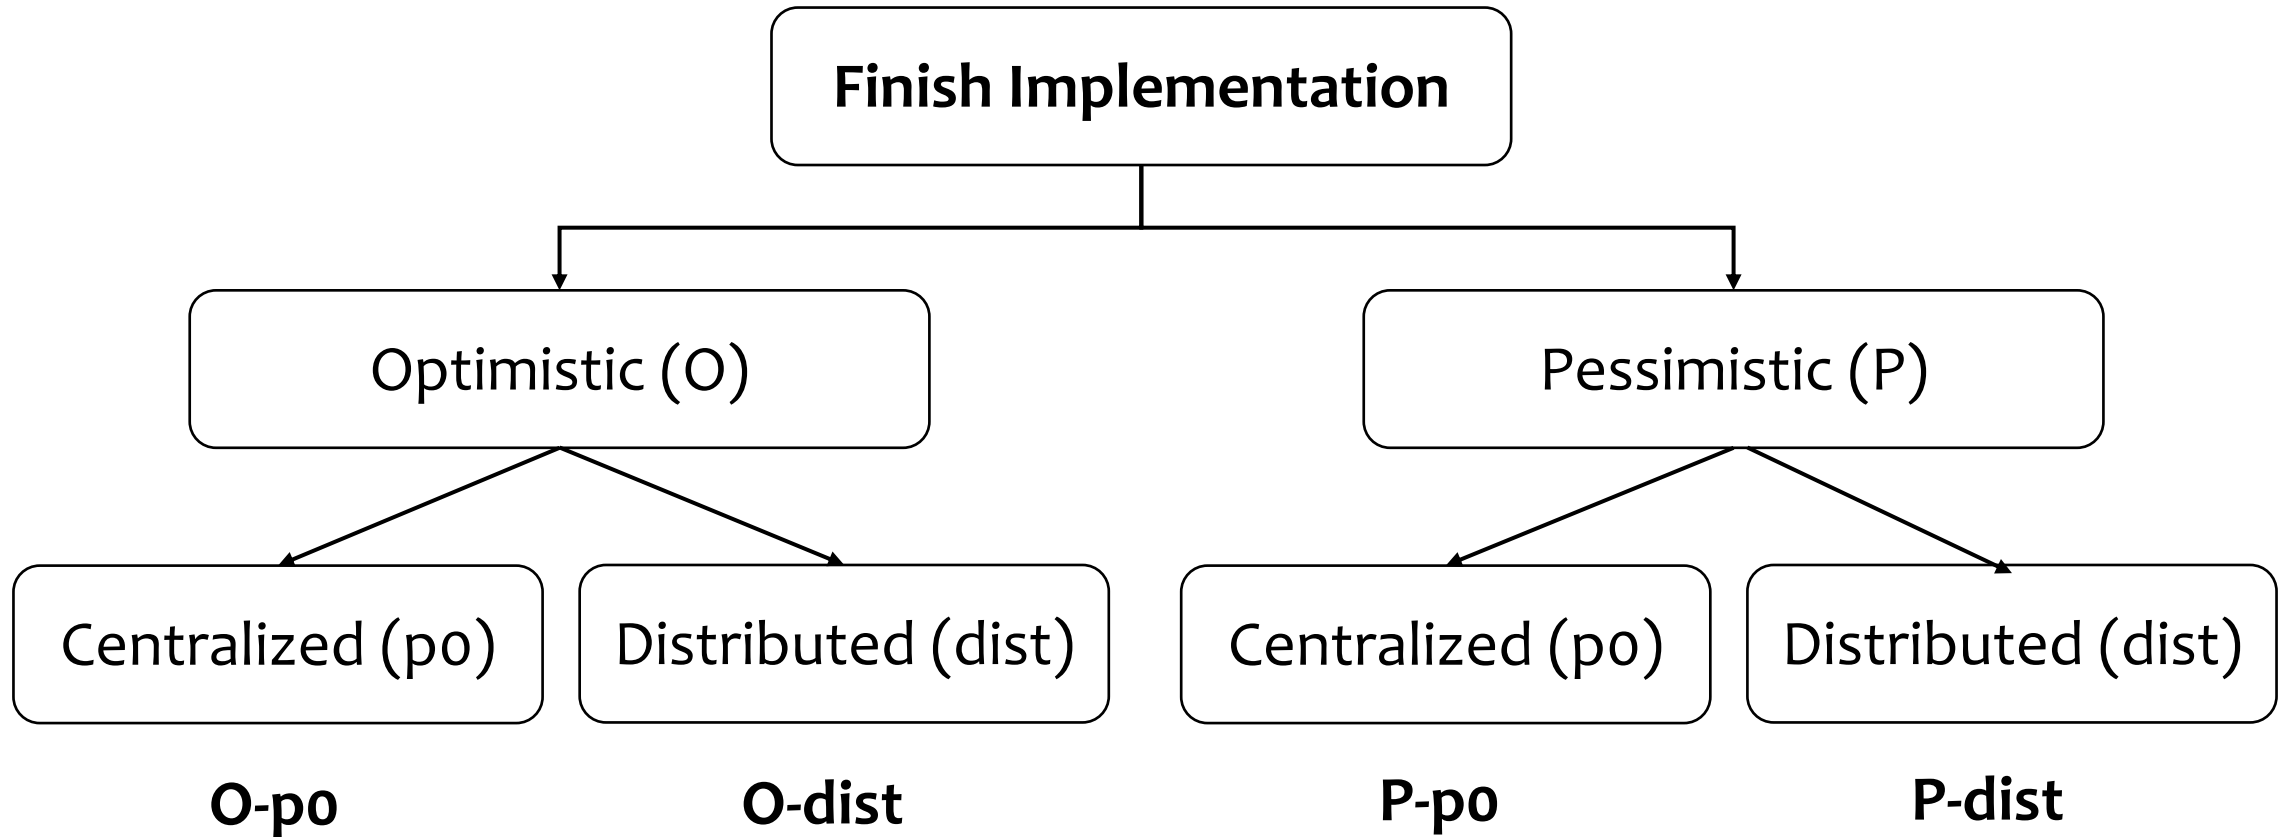 Finish Implementation
Optimistic (O)
Pessimistic (P)
Centralized (p0)
Distributed (dist)
Centralized (p0)
Distributed (dist)
O-p0
O-dist
P-p0
P-dist